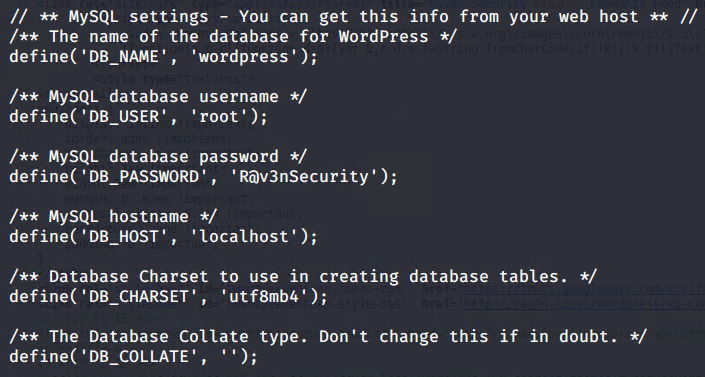 // ** MySQL settings - You can get this info from your web host ** //
/** The name of the database for WordPress */
define('DB_NAME', 'wordpress');
/** MySQL database username */
define('DB_USER', 'root');
/** MySQL database password */
define('DB_PASSWORD', 'R@v3nSecurity');
/** MySQL hostname */
define('DB_HOST', 'localhost');
/** Database Charset to use in creating database tables. */
define('DB_CHARSET', 'utf8mb4');
/** The Database Collate type. Don't change this if in doubt. */
define('DB_COLLATE', '');